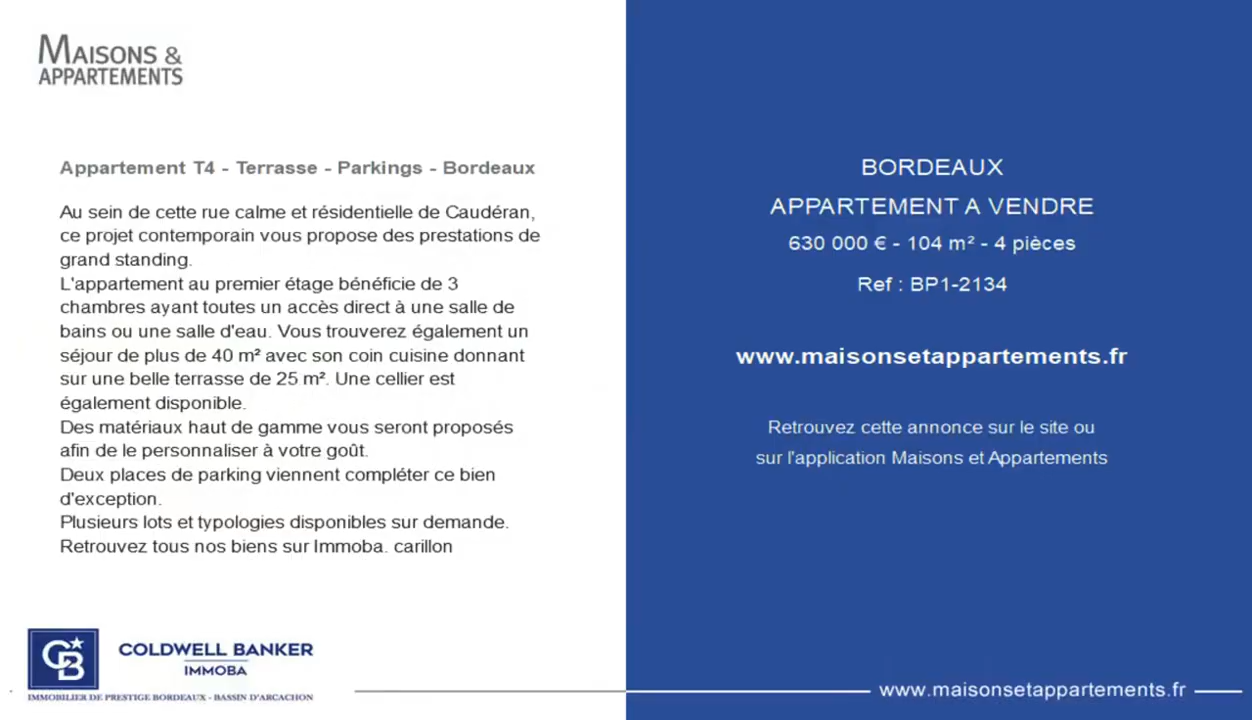 MAISONS &
APPARTEMENTS
Appartement T4 - Terrasse - Parkings - Bordeaux
Au sein de cette rue calme et résidentielle de Caudéran,
ce projet contemporain vous propose des prestations de
grand standing.
L'appartement au premier étage bénéficie de 3
chambres ayant toutes un accès direct à une salle de
bains ou une salle d'eau. Vous trouverez également un
séjour de plus de 40 m² avec son coin cuisine donnant
sur une belle terrasse de 25 m². Une cellier est
également disponible.
Des matériaux haut de gamme vous seront proposés
afin de le personnaliser à votre goût.
Deux places de parking viennent compléter ce bien
d'exception.
Plusieurs lots et typologies disponibles sur demande.
Retrouvez tous nos biens sur Immoba. carillon
CB
COLDWELL BANKER
IMMOBA
IMMOBILIER DE PRESTIGE BORDEAUX - BASSIN D'ARCACHON
BORDEAUX
APPARTEMENT A VENDRE
630 000 € - 104 m² - 4 pièces
Ref : BP1-2134
www.maisonsetappartements.fr
Retrouvez cette annonce sur le site ou
sur l'application Maisons et Appartements
www.maisonsetappartements.fr